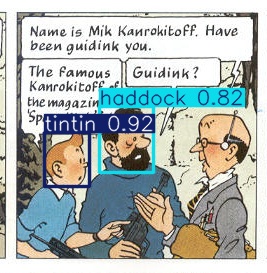 Name is Mik Kanrokitoff. Have
been guidink you.
The famous
Kanrokitoff of
the magazin
Guidink?
haddock 0.82
tintin 0.92